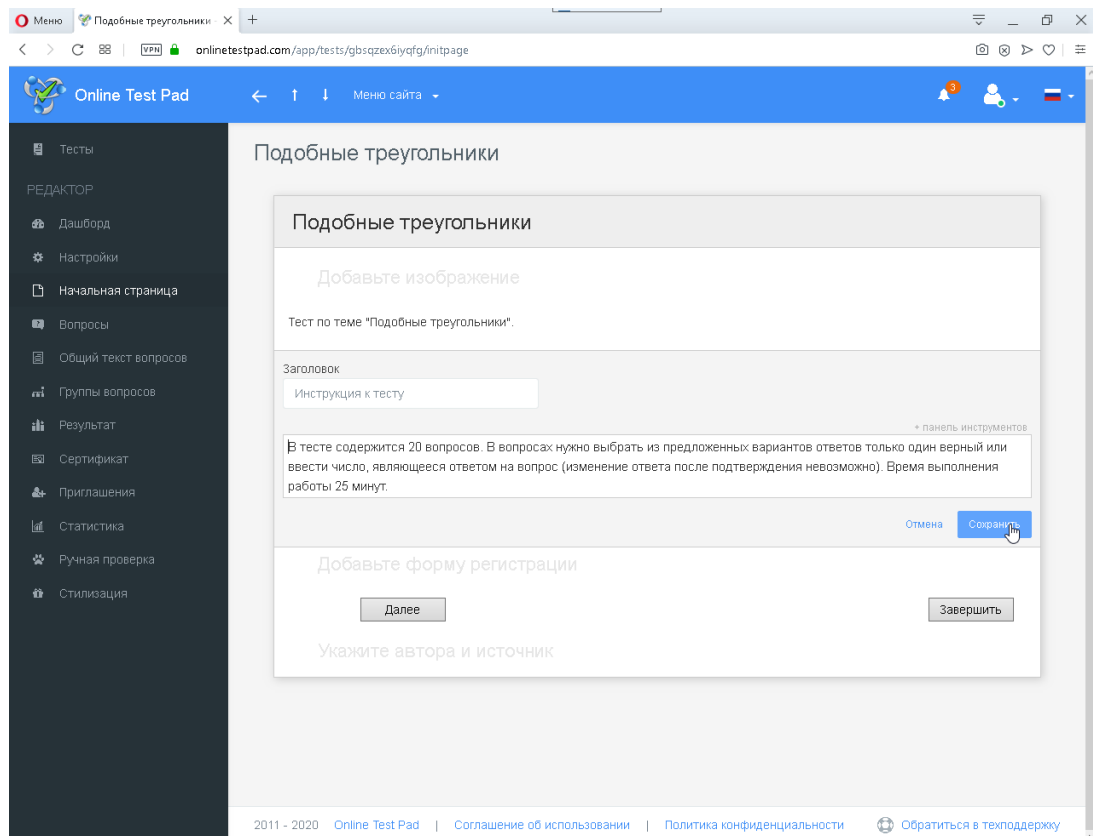 Меню
Подобные треугольники -
VPN
onlinetestpad.com/app/tests/gbsqzex6iyqfg/initpage
Online Test Pad
Меню сайта
3
Тесты
РЕДАКТОР
Дашборд
Настройки
Начальная страница
Вопросы
Общий текст вопросов
Группы вопросов
Результат
Сертификат
Приглашения
Статистика
Ручная проверка
Стилизация
Подобные треугольники
Подобные треугольники
Добавьте изображение
Тест по теме "Подобные треугольники".
Заголовок
Инструкция к тесту
+ панель инструментов
В тесте содержится 20 вопросов. В вопросах нужно выбрать из предложенных вариантов ответов только один верный или
ввести число, являющееся ответом на вопрос (изменение ответа после подтверждения невозможно). Время выполнения
работы 25 минут.
Отмена
Сохранить
Добавьте форму регистрации
Далее
Завершить
Укажите автора и источник
2011 - 2020 Online Test Pad | Соглашение об использовании | Политика конфиденциальности
Обратиться в техподдержку